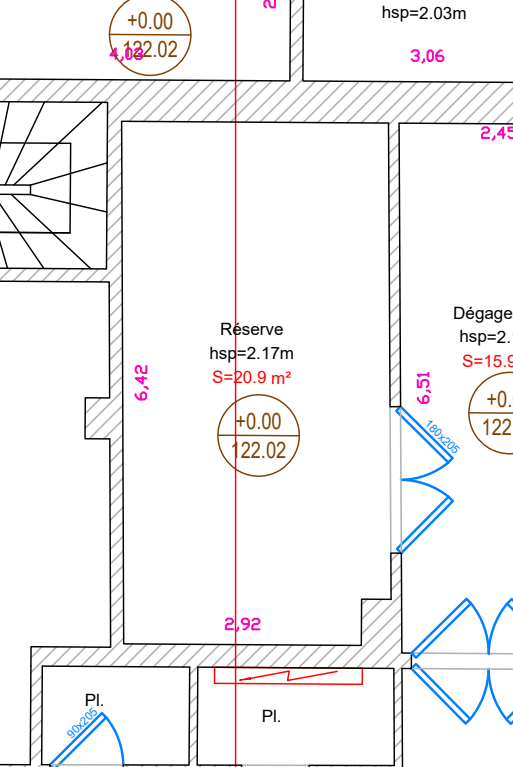 hsp=2.03m
+0.00
122.02
4,03
3,06
2,45
Réserve
hsp=2.17m
S=20.9 m²
+0.00
122.02
6,42
Dégage
hsp=2.
S=15.9
6,51
+0.
122
180x205
2,92
Pl.
90x205
Pl.